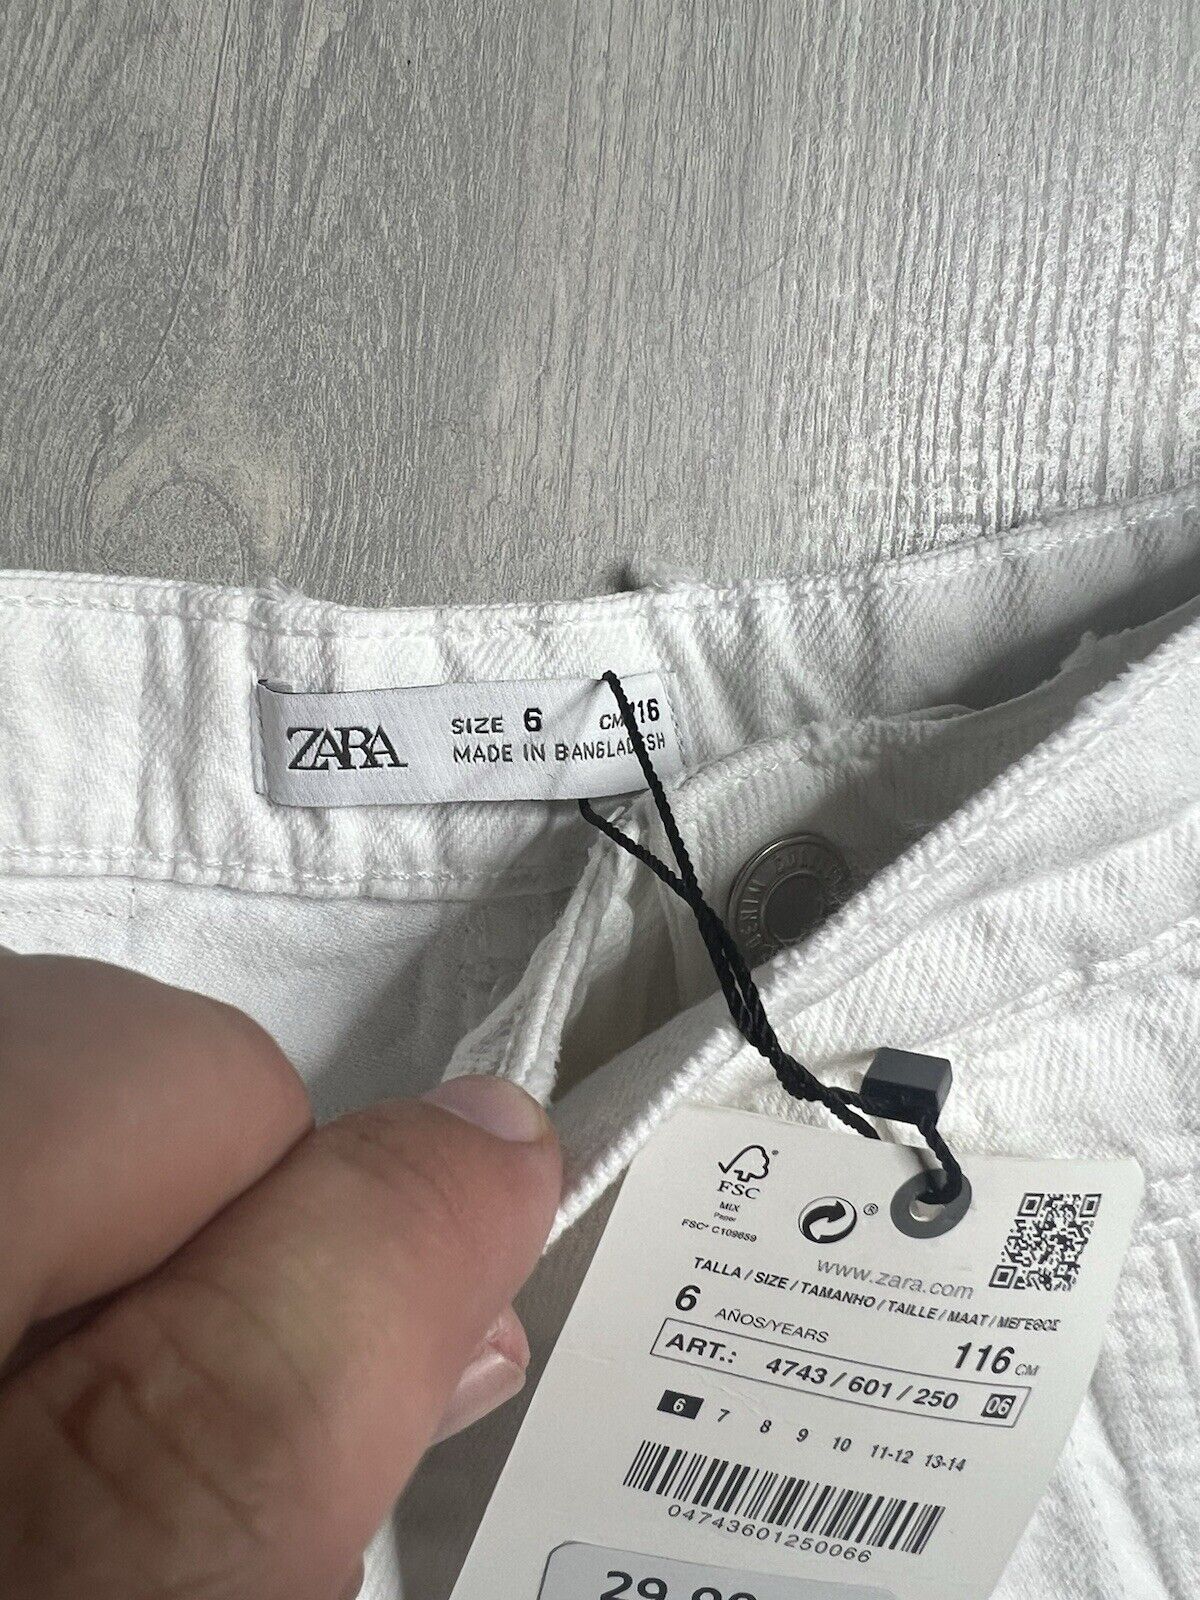 ZARA
SIZE 6 CM 116
MADE IN BANGLADESH
DENIM
FSC
MIX
Paper
FSC® C109859
®
www.zara.com
TALLA / SIZE / TAMANHO / TAILLE / MAAT / ΜΕΓΕΘΟΣ
6 AÑOS/YEARS 116 CM
ART.: 4743 / 601 / 250 06
6 7 8 9 10 11-12 13-14
04743601250066